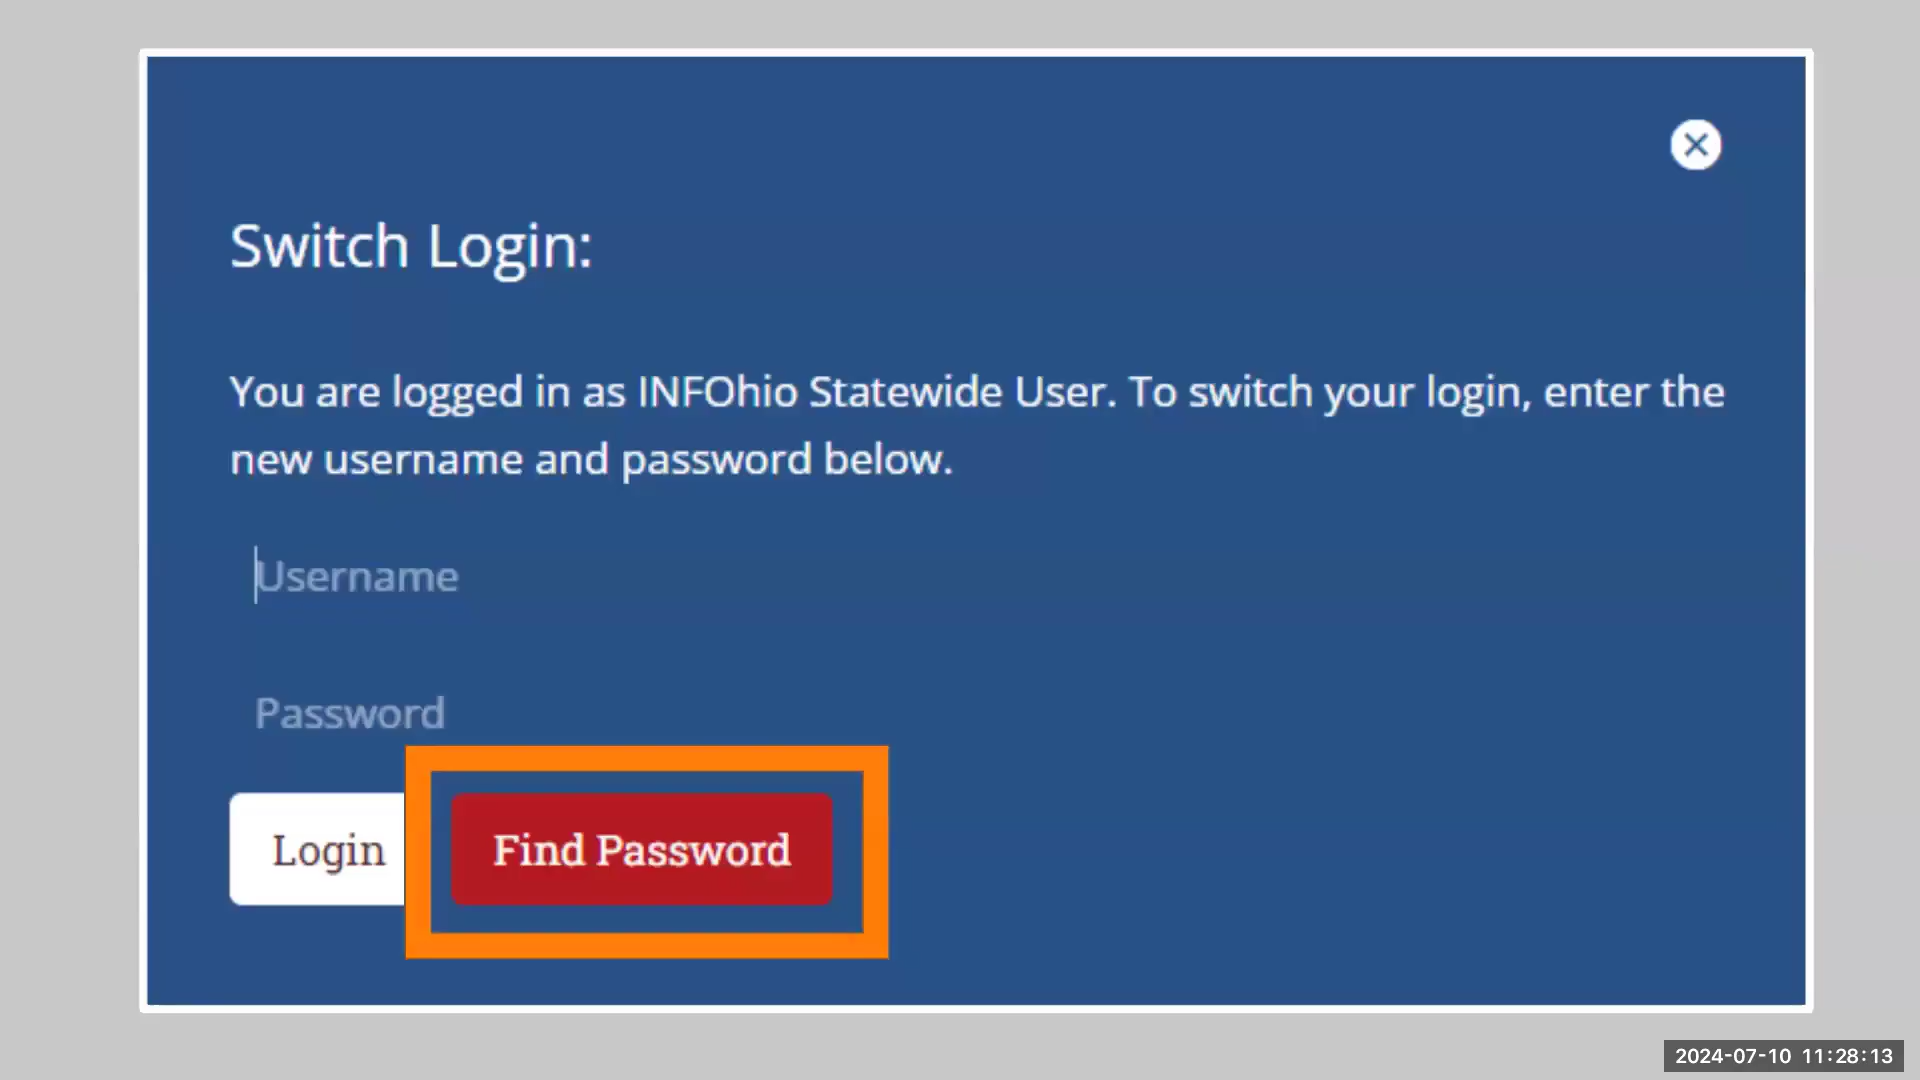 Switch Login:
You are logged in as INFOhio Statewide User. To switch your login, enter the
new username and password below.
Username
Password
Login
Find Password
2024-07-10 11:28:13